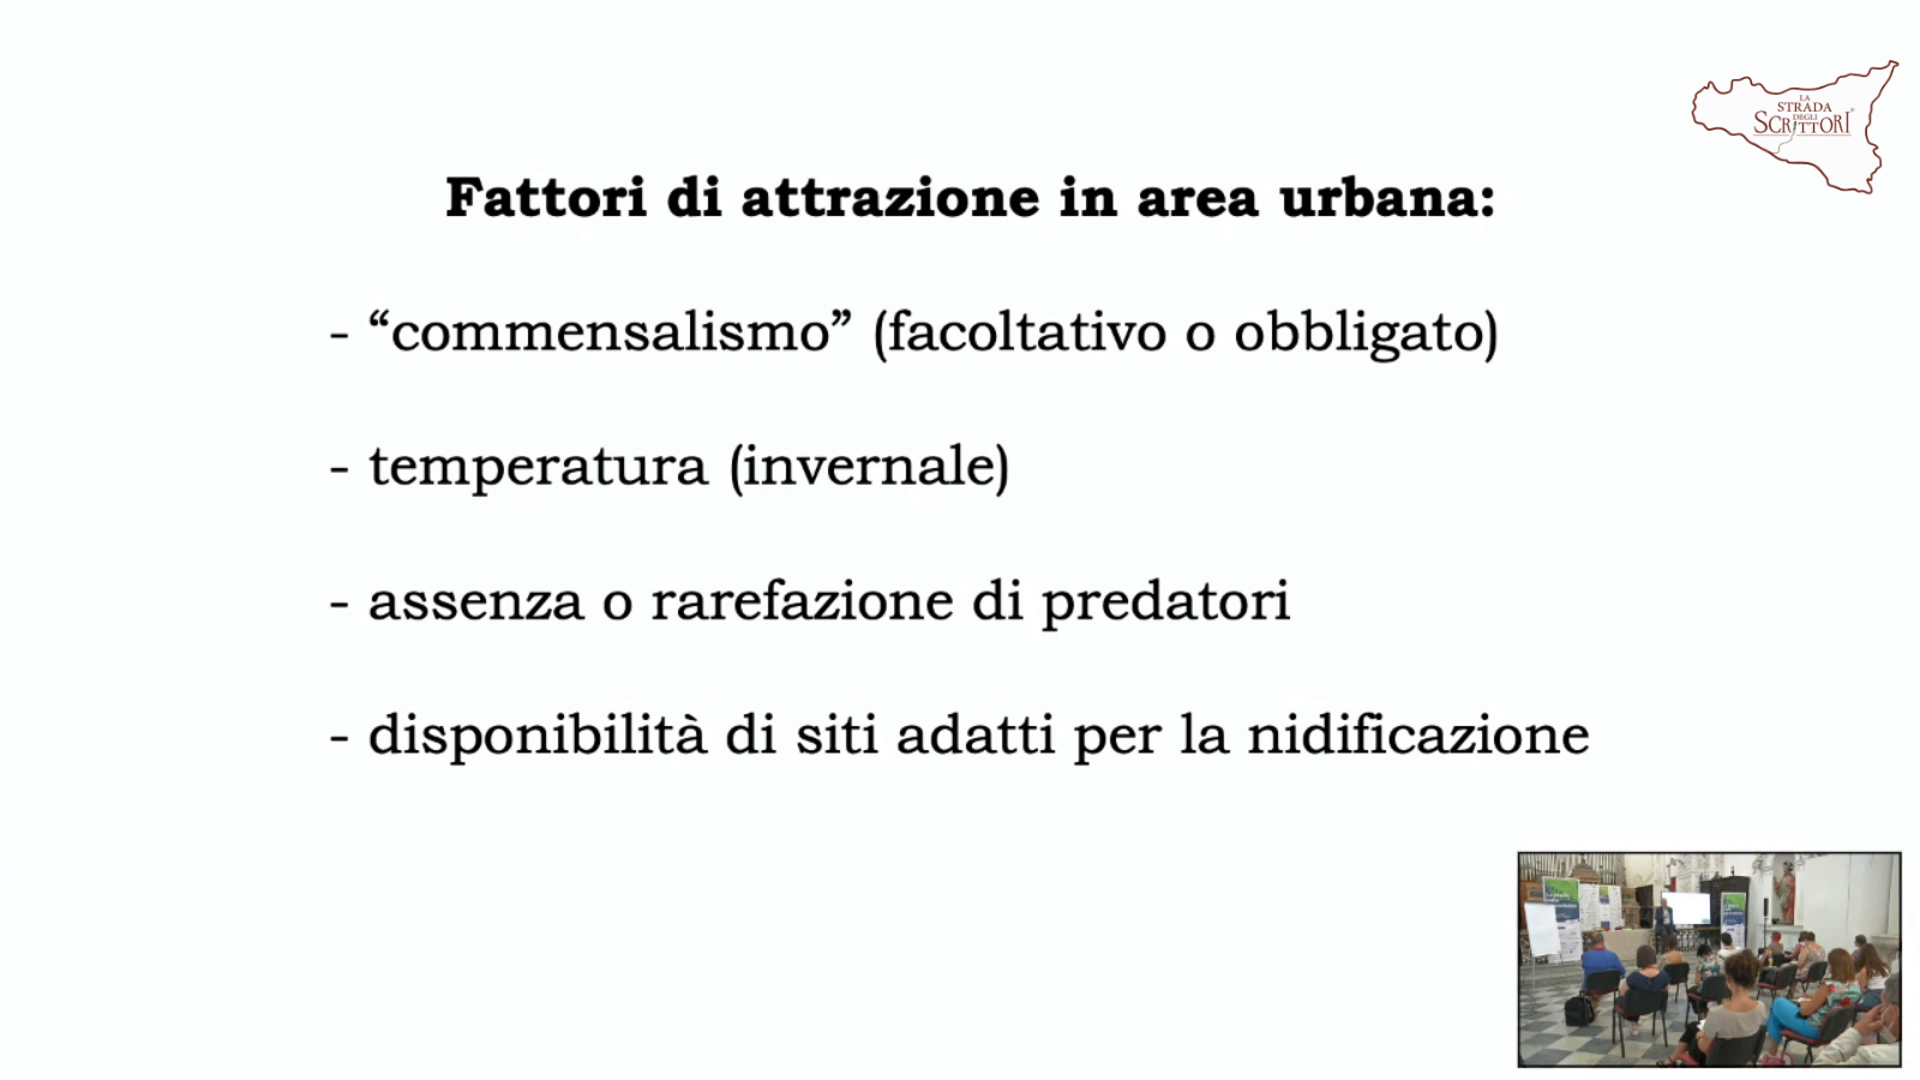 LA
STRADA
DEGLI
SCRITTORI
Fattori di attrazione in area urbana:
- “commensalismo” (facoltativo o obbligato)
- temperatura (invernale)
- assenza o rarefazione di predatori
- disponibilità di siti adatti per la nidificazione